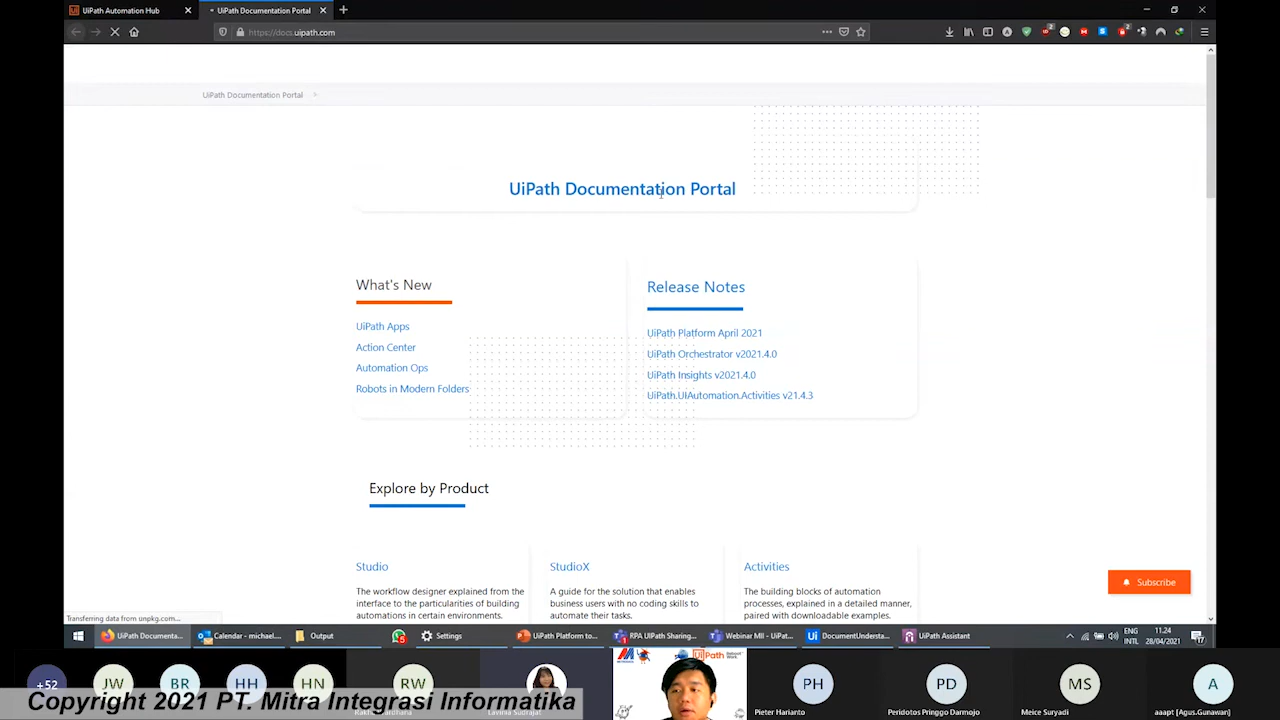 UiPath Automation Hub
UiPath Documentation Portal
https://docs.uipath.com
UiPath Documentation Portal
UiPath Documentation Portal
What's New
UiPath Apps
Action Center
Automation Ops
Robots in Modern Folders
Release Notes
UiPath Platform April 2021
UiPath Orchestrator v2021.4.0
UiPath Insights v2021.4.0
UiPath.UIAutomation.Activities v21.4.3
Explore by Product
Studio
The workflow designer explained from the
interface to the particularities of building
automations in certain environments.
StudioX
A guide for the solution that enables
business users with no coding skills to
automate their tasks.
Activities
The building blocks of automation
processes, explained in a detailed manner,
paired with downloadable examples.
Subscribe
Transferring data from unpkg.com...
UiPath Documenta...
Calendar - michael....
Output
5
Settings
UiPath Platform to...
RPA UIPath Sharing...
Webinar MII - UiPat...
DocumentUndersta...
UiPath Assistant
ENG
INTL
11.24
28/04/2021
+52
JW
BR
HH
HN
RW
UiPath
PH
PD
MS
A
Lavinia Sudrajat
Pieter Harianto
Peridotos Pringgo Darmojo
Meice Suryadi
aaapt [Agus.Gunawan]
Copyright 2021 PT. Mitra Integrasi Informatika